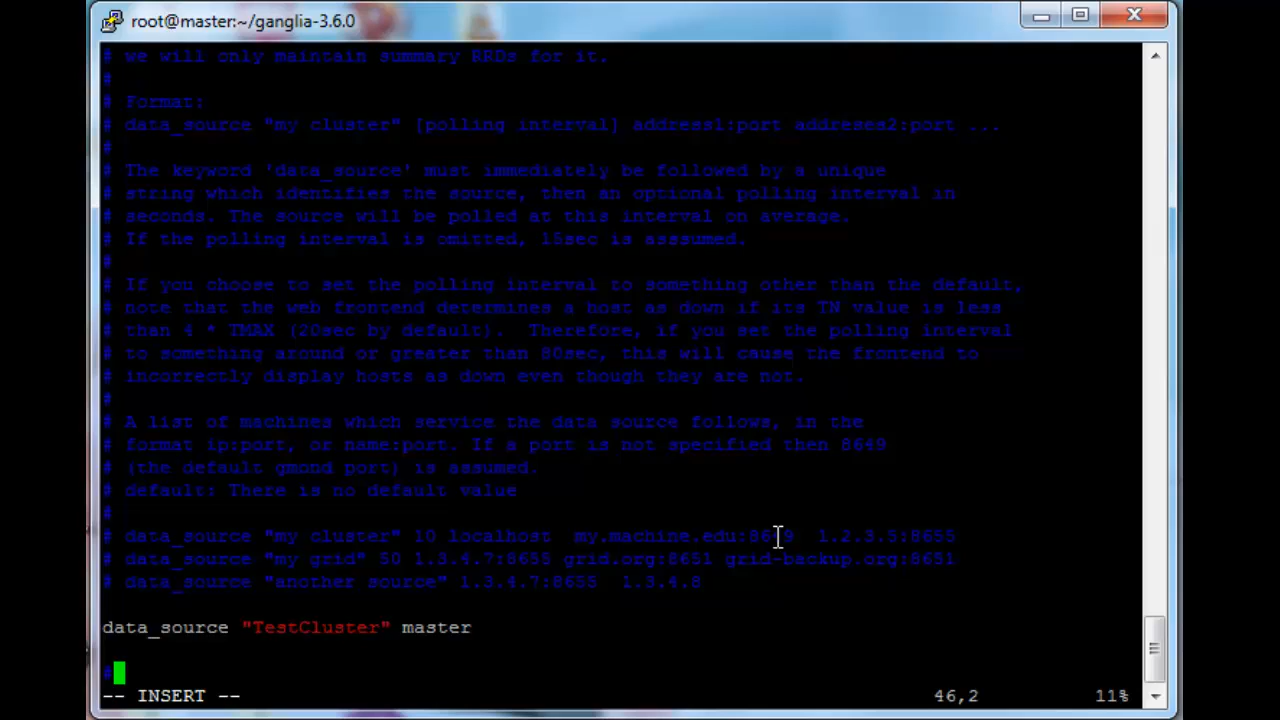 root@master:~/ganglia-3.6.0
# we will only maintain summary RRDs for it.
#
# Format:
# data_source "my cluster" [polling interval] address1:port addreses2:port ...
#
# The keyword 'data_source' must immediately be followed by a unique
# string which identifies the source, then an optional polling interval in
# seconds. The source will be polled at this interval on average.
# If the polling interval is omitted, 15sec is asssumed.
#
# If you choose to set the polling interval to something other than the default,
# note that the web frontend determines a host as down if its TN value is less
# than 4 * TMAX (20sec by default).  Therefore, if you set the polling interval
# to something around or greater than 80sec, this will cause the frontend to
# incorrectly display hosts as down even though they are not.
#
# A list of machines which service the data source follows, in the
# format ip:port, or name:port. If a port is not specified then 8649
# (the default gmond port) is assumed.
# default: There is no default value
#
# data_source "my cluster" 10 localhost  my.machine.edu:8649  1.2.3.5:8655
# data_source "my grid" 50 1.3.4.7:8655 grid.org:8651 grid-backup.org:8651
# data_source "another source" 1.3.4.7:8655  1.3.4.8
data_source "TestCluster" master
#
-- INSERT -- 46,2 11%